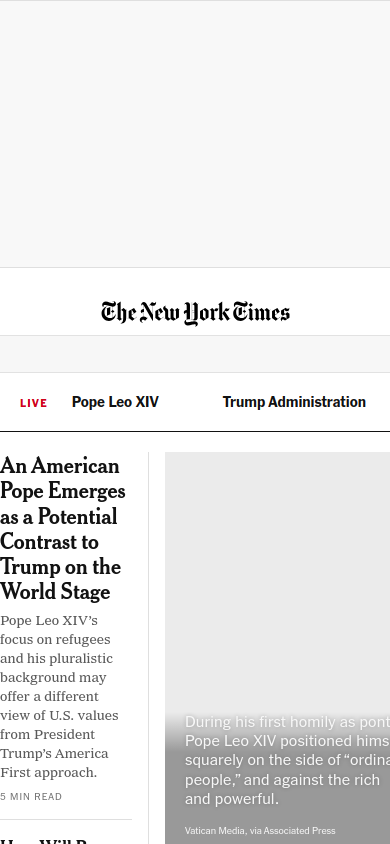 The New York Times
LIVE Pope Leo XIV Trump Administration
An American
Pope Emerges
as a Potential
Contrast to
Trump on the
World Stage
Pope Leo XIV's
focus on refugees
and his pluralistic
background may
offer a different
view of U.S. values
from President
Trump's America
First approach.
5 MIN READ
During his first homily as pont
Pope Leo XIV positioned hims
squarely on the side of “ordina
people,” and against the rich
and powerful.
Vatican Media, via Associated Press